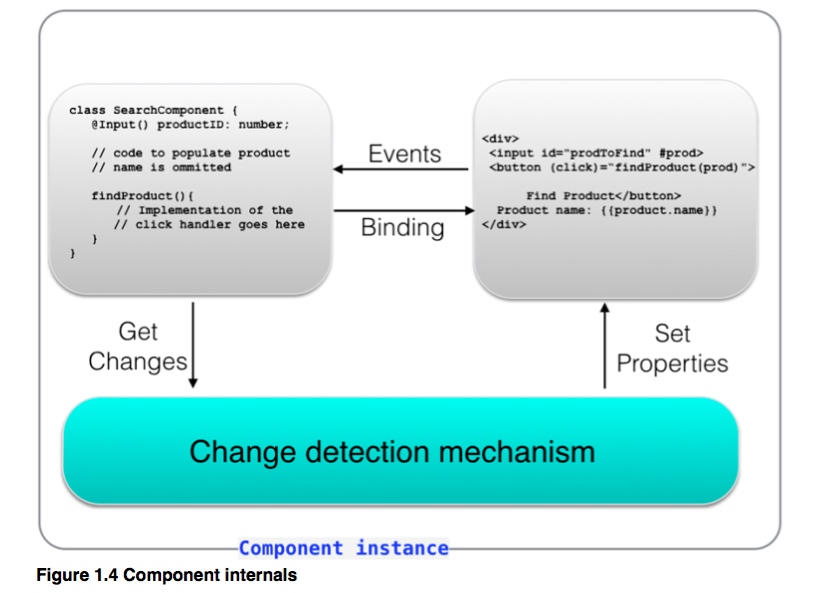 class SearchComponent {
@Input() productID: number;
// code to populate product
// name is ommitted
findProduct(){
// Implementation of the
// click handler goes here
}
}
Events
Binding
<div>
<input id="prodToFind" #prod>
<button (click)="findProduct(prod)">
Find Product</button>
Product name: {{product.name}}
</div>
Get
Changes
Set
Properties
Change detection mechanism
Component instance
Figure 1.4 Component internals